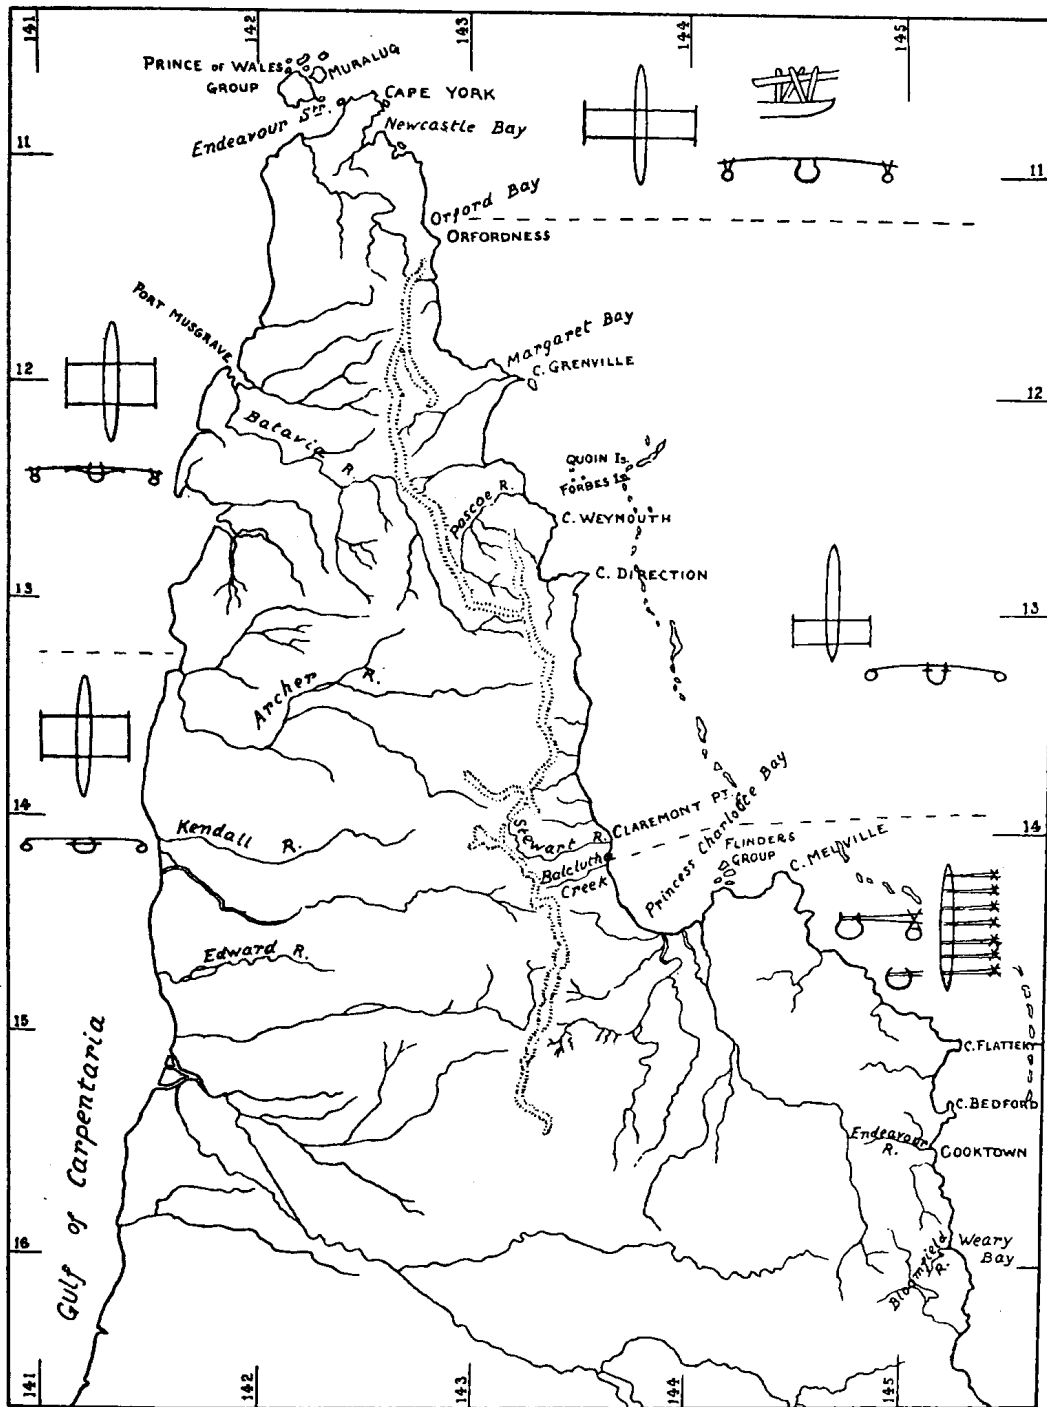 141
142
143
144
145
PRINCE OF WALES
GROUP
MURALUG
CAPE YORK
Endeavour Str.
Newcastle Bay
11
11
Orford Bay
ORFORDNESS
PORT MUSGRAVE
Margaret Bay
C. GRENVILLE
12
12
Batavia
R.
QUOIN Is.
FORBES Is.
Pascoe R.
C. WEYMOUTH
C. DIRECTION
13
13
Archer R.
14
14
Kendall R.
Stewart R.
CLAREMONT PT.
Princess Charlotte Bay
Balclutha
Creek
FLINDERS
GROUP
C. MELVILLE
Edward R.
15
15
C. FLATTERY
C. BEDFORD
Endeavour
R.
COOKTOWN
Gulf of Carpentaria
16
Weary
Bay
Bloomfield
R.
141
142
143
144
145